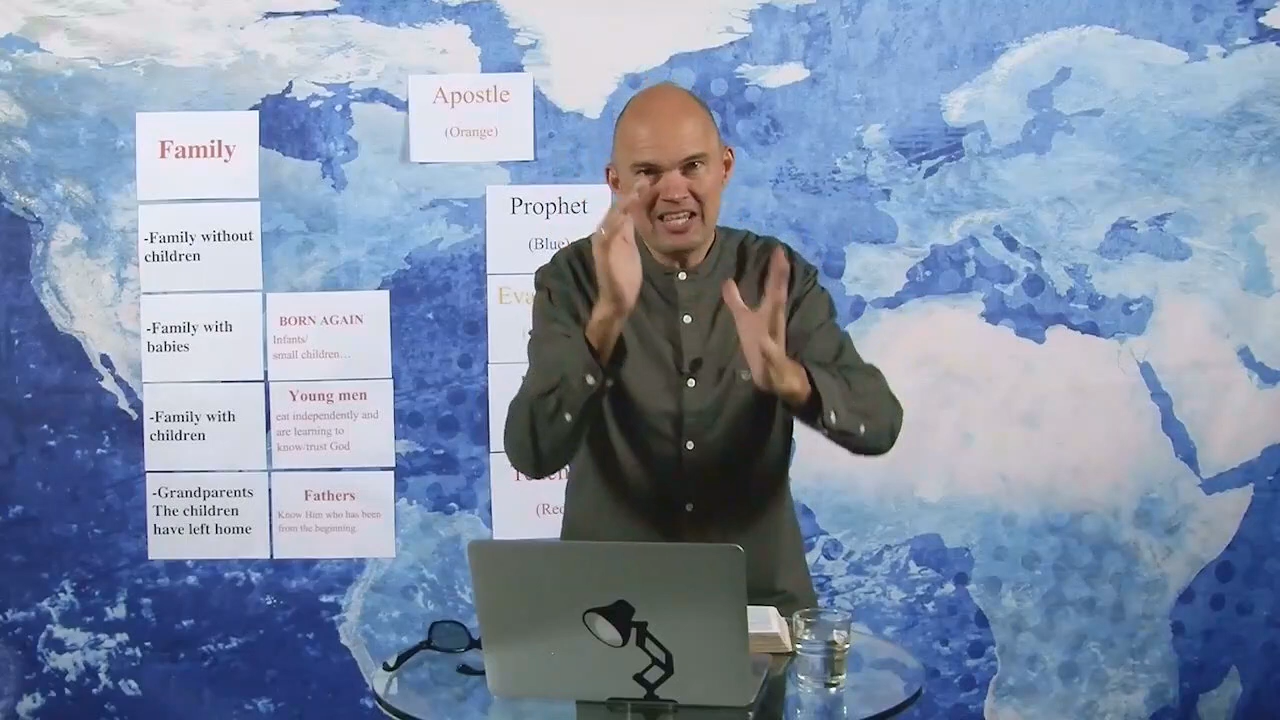 Family
-Family without
children
-Family with
babies
-Family with
children
-Grandparents
The children
have left home
BORN AGAIN
Infants/
small children…
Young men
eat independently and
are learning to
know/trust God
Fathers
Know Him who has been
from the beginning.
Apostle
(Orange)
Prophet
(Blue)